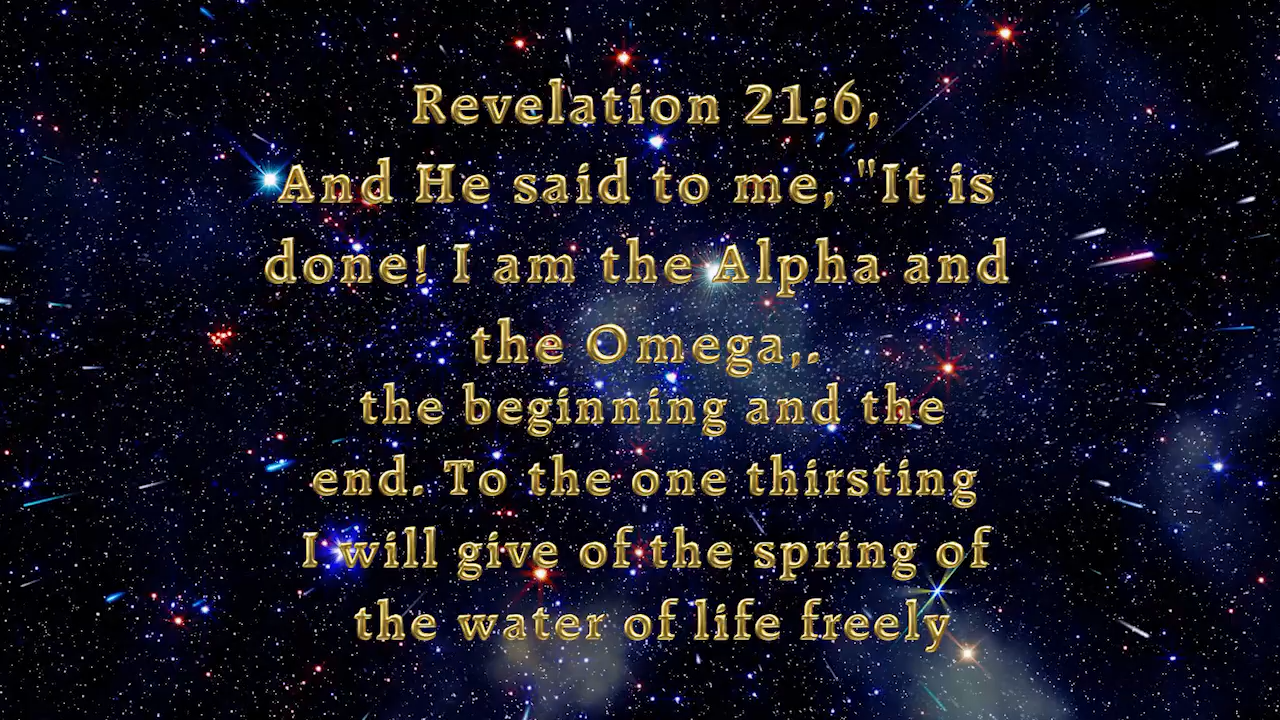 Revelation 21:6,
And He said to me, "It is
done! I am the Alpha and
the Omega,.
the beginning and the
end. To the one thirsting
I will give of the spring of
the water of life freely